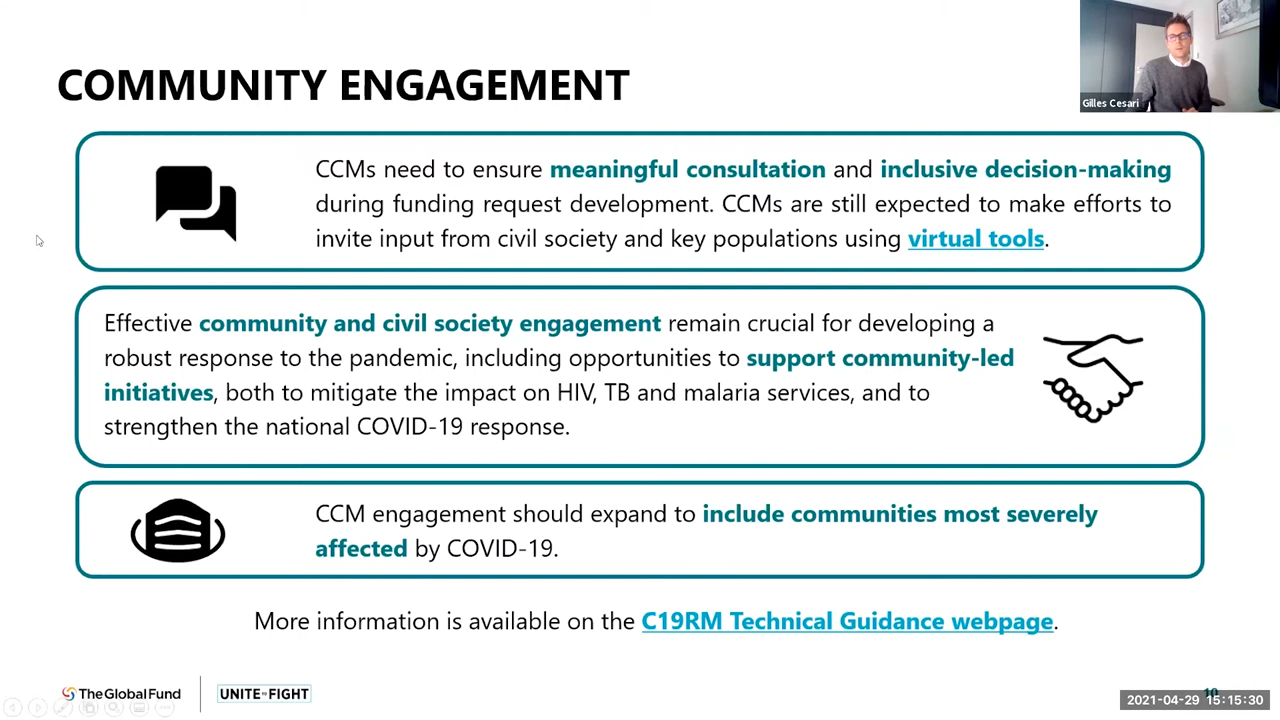 COMMUNITY ENGAGEMENT
Gilles Cesari
CCMs need to ensure meaningful consultation and inclusive decision-making
during funding request development. CCMs are still expected to make efforts to
invite input from civil society and key populations using virtual tools.
Effective community and civil society engagement remain crucial for developing a
robust response to the pandemic, including opportunities to support community-led
initiatives, both to mitigate the impact on HIV, TB and malaria services, and to
strengthen the national COVID-19 response.
CCM engagement should expand to include communities most severely
affected by COVID-19.
More information is available on the C19RM Technical Guidance webpage.
The Global Fund
UNITE TO FIGHT
10
2021-04-29 15:15:30